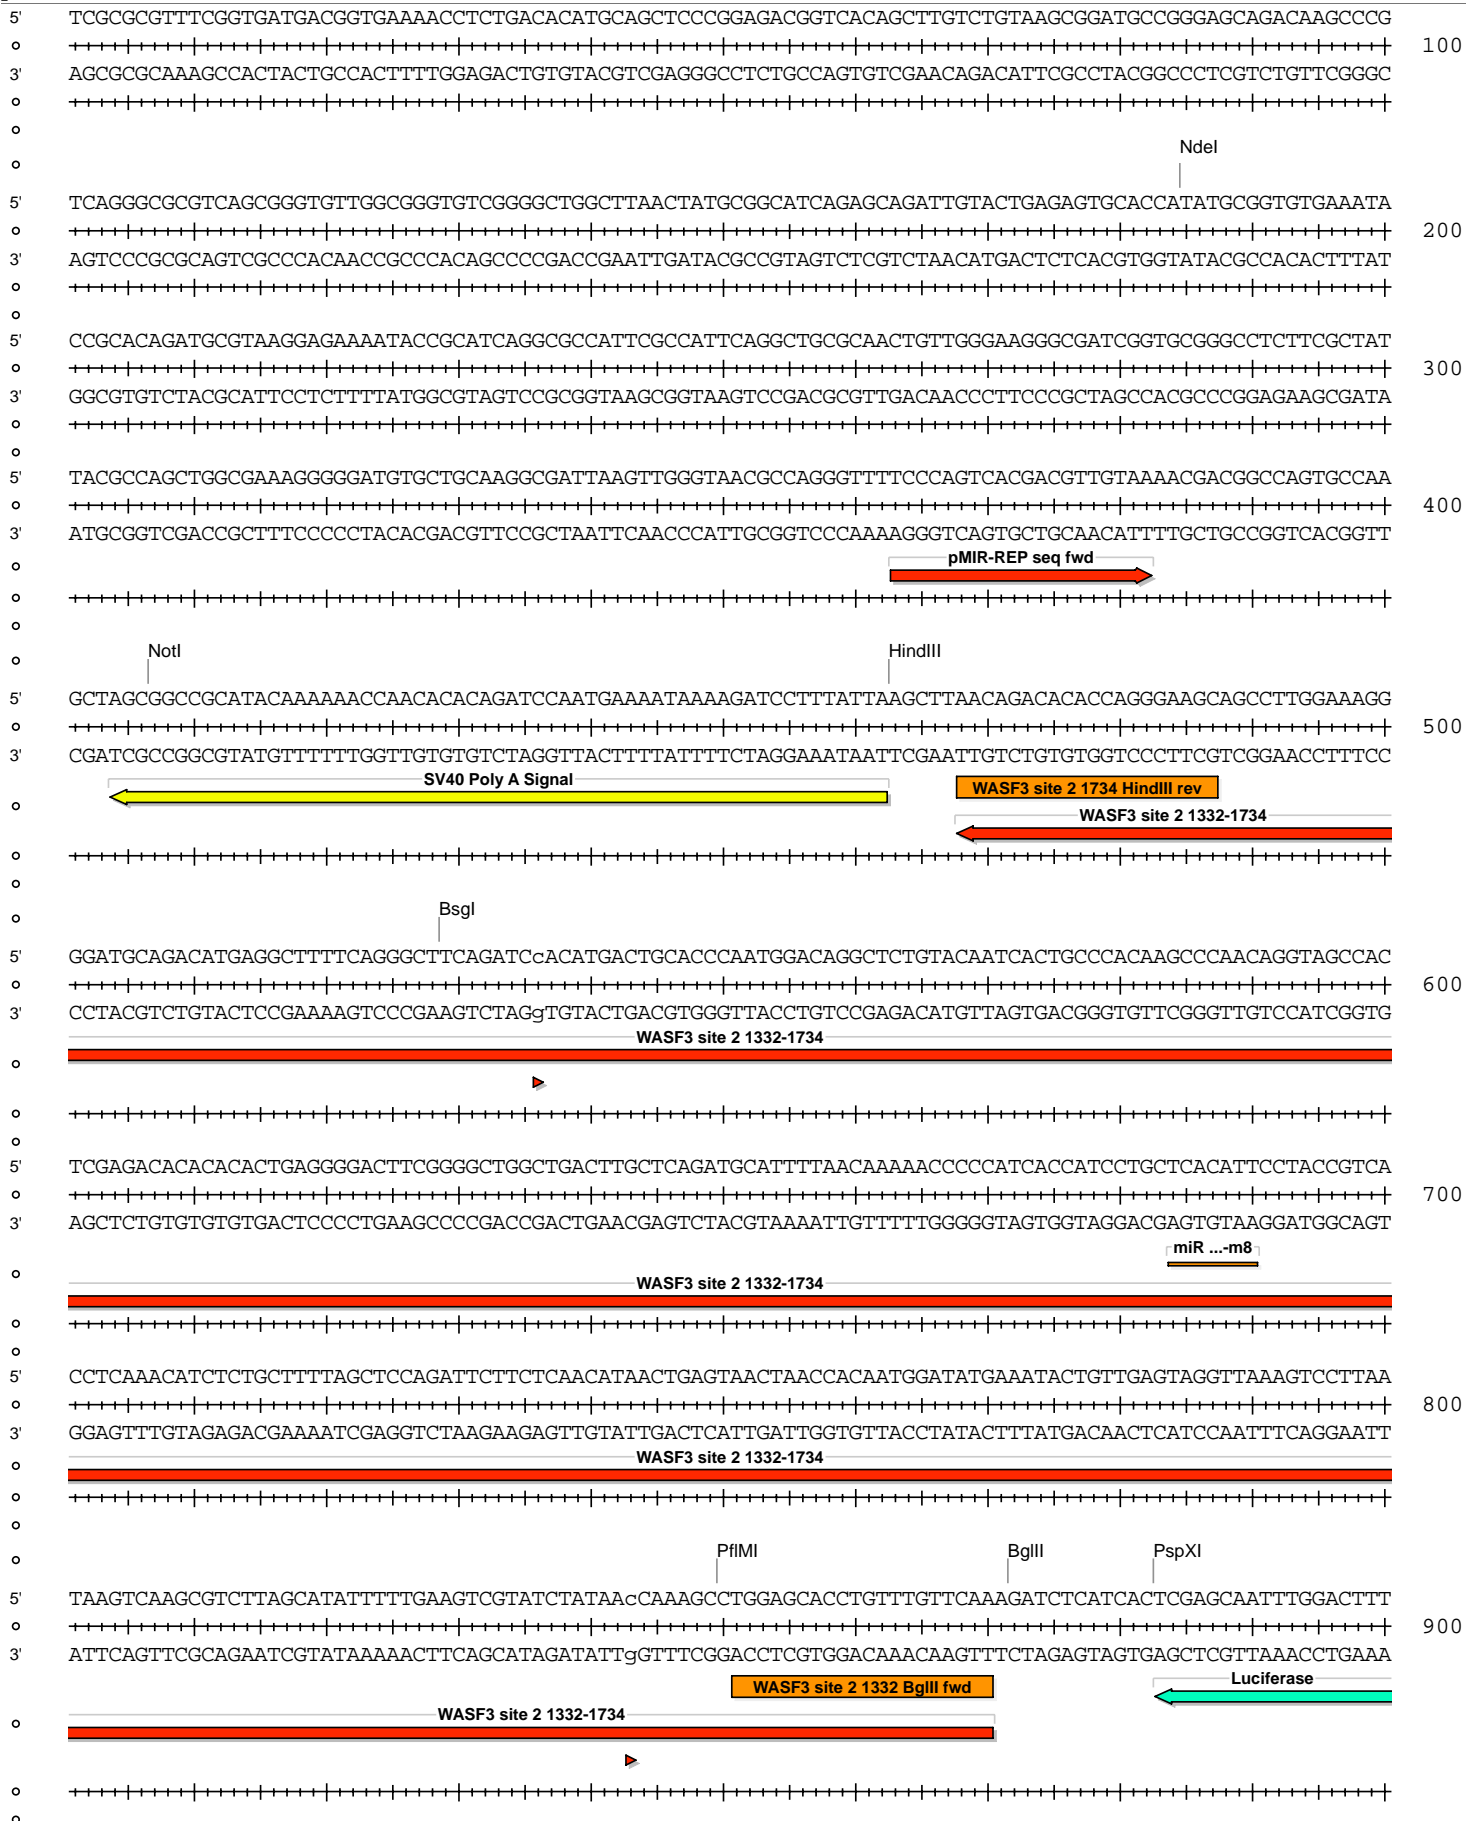 5' TCGCGCGTTTCGGTGATGACGGTGAAAACCTCTGACACATGCAGCTCCCGGAGACGGTCACAGCTTGTCTGTAAGCGGATGCCGGGAGCAGACAAGCCCG
100
3' AGCGCGCAAAGCCACTACTGCCACTTTTGGAGACTGTGTACGTCGAGGGCCTCTGCCAGTGTCGAACAGACATTCGCCTACGGCCCTCGTCTGTTCGGGC
NdeI
5' TCAGGGCGCGTCAGCGGGTGTTGGCGGGTGTCGGGGCTGGCTTAACTATGCGGCATCAGAGCAGATTGTACTGAGAGTGCACCATATGCGGTGTGAAATA
200
3' AGTCCCGCGCAGTCGCCCACAACCGCCCACAGCCCCGACCGAATTGATACGCCGTAGTCTCGTCTAACATGACTCTCACGTGGTATACGCCACACTTTAT
5' CCGCACAGATGCGTAAGGAGAAAATACCGCATCAGGCGCCATTCGCCATTCAGGCTGCGCAACTGTTGGGAAGGGCGATCGGTGCGGGCCTCTTCGCTAT
300
3' GGCGTGTCTACGCATTCCTCTTTTATGGCGTAGTCCGCGGTAAGCGGTAAGTCCGACGCGTTGACAACCCTTCCCGCTAGCCACGCCCGGAGAAGCGATA
5' TACGCCAGCTGGCGAAAGGGGGATGTGCTGCAAGGCGATTAAGTTGGGTAACGCCAGGGTTTTCCCAGTCACGACGTTGTAAAACGACGGCCAGTGCCAA
400
3' ATGCGGTCGACCGCTTTCCCCCTACACGACGTTCCGCTAATTCAACCCATTGCGGTCCCAAAAGGGTCAGTGCTGCAACATTTTGCTGCCGGTCACGGTT
pMIR-REP seq fwd
NotI HindIII
5' GCTAGCGGCCGCATACAAAAAACCAACACACAGATCCAATGAAAATAAAAGATCCTTTATTAAGCTTAACAGACACACCAGGGAAGCAGCCTTGGAAAGG
500
3' CGATCGCCGGCGTATGTTTTTTGGTTGTGTGTCTAGGTTACTTTTATTTTCTAGGAAATAATTCGAATTGTCTGTGTGGTCCCTTCGTCGGAACCTTTCC
SV40 Poly A Signal WASF3 site 2 1734 HindIII rev
WASF3 site 2 1332-1734
BsgI
5' GGATGCAGACATGAGGCTTTTCAGGGCTTCAGATCcACATGACTGCACCCAATGGACAGGCTCTGTACAATCACTGCCCACAAGCCCAACAGGTAGCCAC
600
3' CCTACGTCTGTACTCCGAAAAGTCCCGAAGTCTAGgTGTACTGACGTGGGTTACCTGTCCGAGACATGTTAGTGACGGGTGTTCGGGTTGTCCATCGGTG
WASF3 site 2 1332-1734
5' TCGAGACACACACACTGAGGGGACTTCGGGGCTGGCTGACTTGCTCAGATGCATTTTAACAAAAACCCCCATCACCATCCTGCTCACATTCCTACCGTCA
700
3' AGCTCTGTGTGTGTGACTCCCCTGAAGCCCCGACCGACTGAACGAGTCTACGTAAAATTGTTTTTGGGGGTAGTGGTAGGACGAGTGTAAGGATGGCAGT
miR ...-m8
WASF3 site 2 1332-1734
5' CCTCAAACATCTCTGCTTTTAGCTCCAGATTCTTCTCAACATAACTGAGTAACTAACCACAATGGATATGAAATACTGTTGAGTAGGTTAAAGTCCTTAA
800
3' GGAGTTTGTAGAGACGAAAATCGAGGTCTAAGAAGAGTTGTATTGACTCATTGATTGGTGTTACCTATACTTTATGACAACTCATCCAATTTCAGGAATT
WASF3 site 2 1332-1734
PflMI BglII PspXI
5' TAAGTCAAGCGTCTTAGCATATTTTTGAAGTCGTATCTATAAcCAAAGCCTGGAGCACCTGTTTGTTCAAAGATCTCATCACTCGAGCAATTTGGACTTT
900
3' ATTCAGTTCGCAGAATCGTATAAAAACTTCAGCATAGATATTgGTTTCGGACCTCGTGGACAAACAAGTTTCTAGAGTAGTGAGCTCGTTAAACCTGAAA
WASF3 site 2 1332 BglII fwd Luciferase
WASF3 site 2 1332-1734